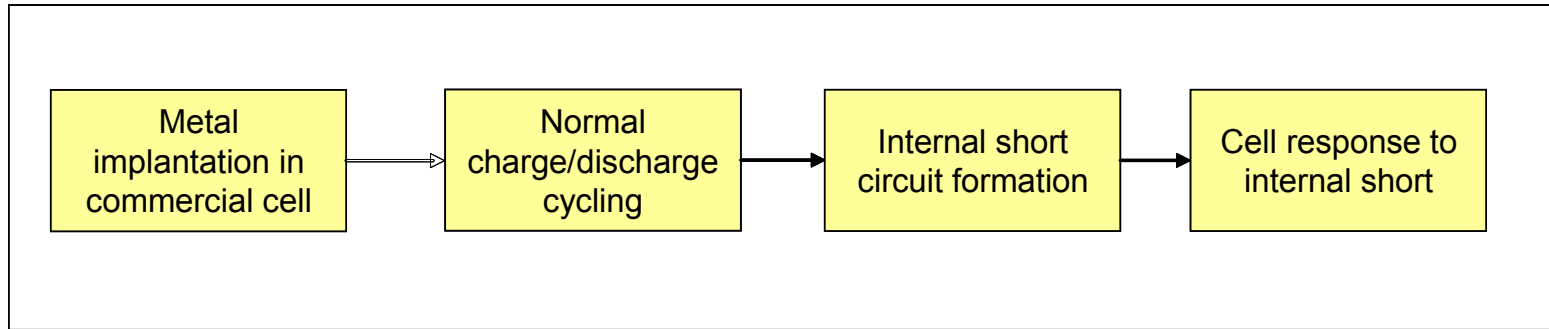 Metal
implantation in
commercial cell
Normal
charge/discharge
cycling
Internal short
circuit formation
Cell response to
internal short